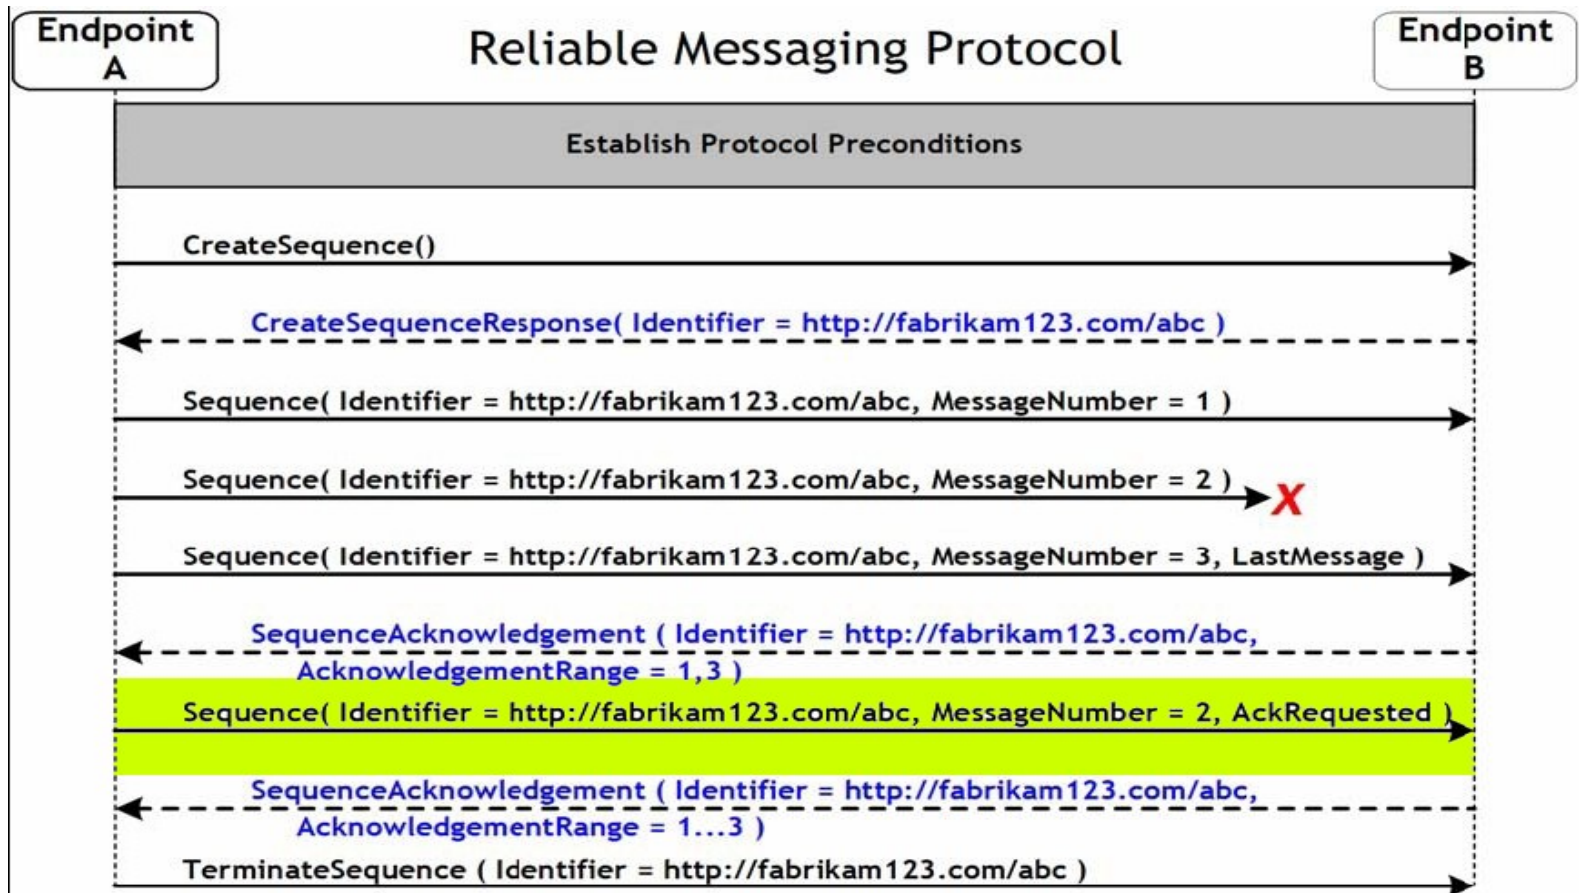 Endpoint
A
Reliable Messaging Protocol
Endpoint
B
Establish Protocol Preconditions
CreateSequence()
CreateSequenceResponse( Identifier = http://fabrikam123.com/abc )
Sequence( Identifier = http://fabrikam123.com/abc, MessageNumber = 1 )
Sequence( Identifier = http://fabrikam123.com/abc, MessageNumber = 2 )
X
Sequence( Identifier = http://fabrikam123.com/abc, MessageNumber = 3, LastMessage )
SequenceAcknowledgement ( Identifier = http://fabrikam123.com/abc,
AcknowledgementRange = 1,3 )
Sequence( Identifier = http://fabrikam123.com/abc, MessageNumber = 2, AckRequested )
SequenceAcknowledgement ( Identifier = http://fabrikam123.com/abc,
AcknowledgementRange = 1...3 )
TerminateSequence ( Identifier = http://fabrikam123.com/abc )